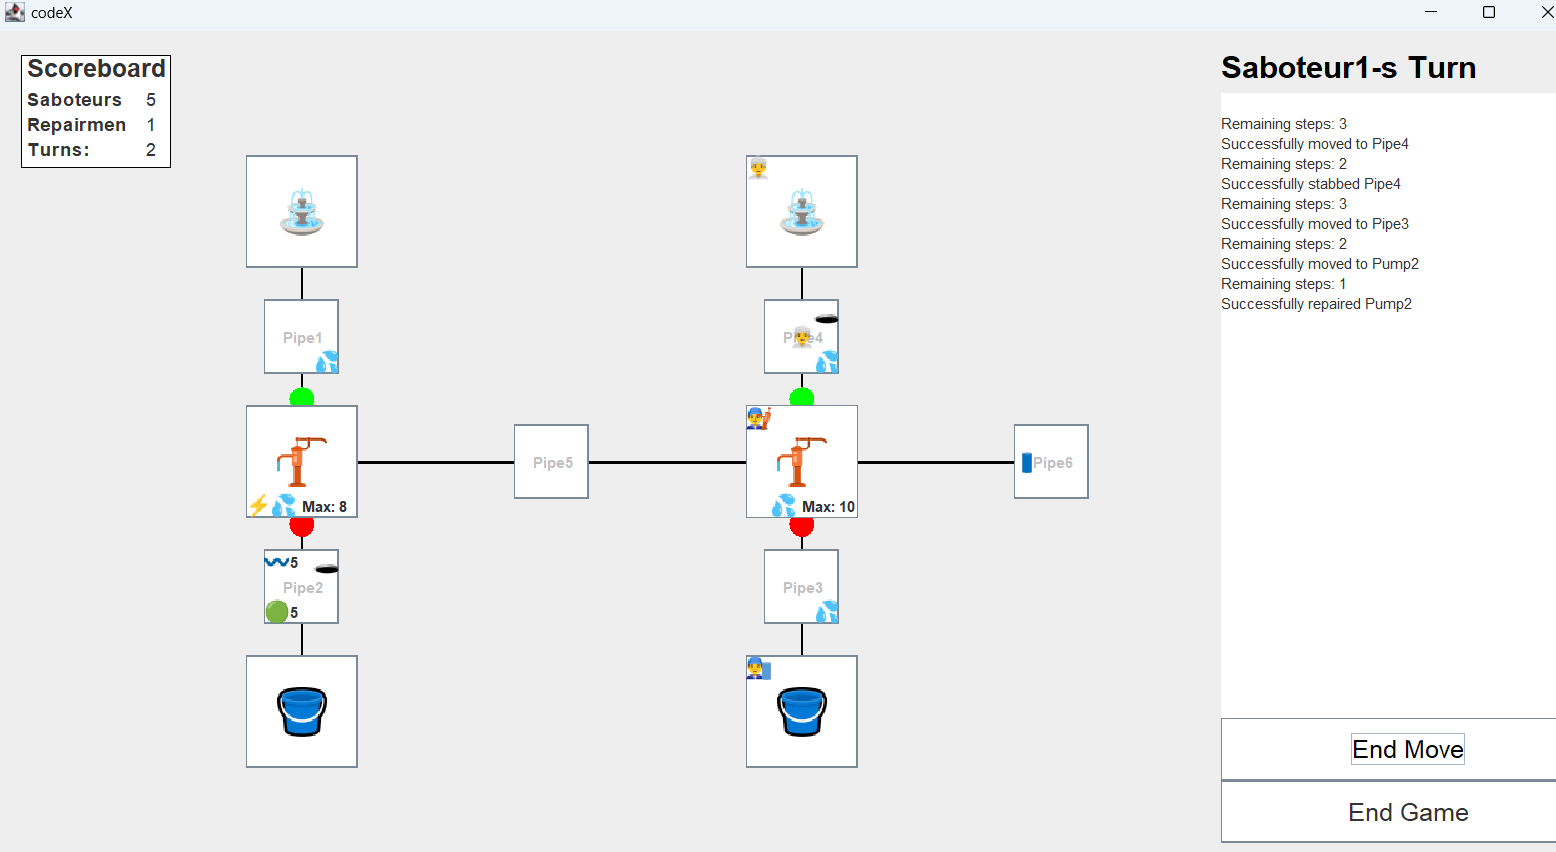 codeX
Scoreboard
Saboteurs 5
Repairmen 1
Turns: 2
Saboteur1-s Turn
Remaining steps: 3
Successfully moved to Pipe4
Remaining steps: 2
Successfully stabbed Pipe4
Remaining steps: 3
Successfully moved to Pipe3
Remaining steps: 2
Successfully moved to Pump2
Remaining steps: 1
Successfully repaired Pump2
Pipe1
Pipe4
Pipe5
Pipe6
Max: 8
Max: 10
5
Pipe2
5
Pipe3
End Move
End Game